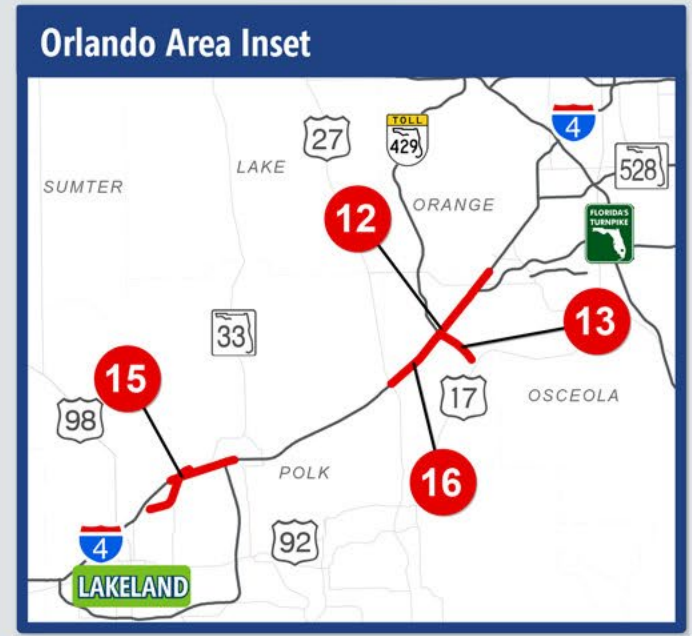 Orlando Area Inset
TOLL
429
4
27
LAKE
528
SUMTER
12
ORANGE
FLORIDA'S
TURNPIKE
33
13
15
98
17
OSCEOLA
POLK
16
92
4
LAKELAND